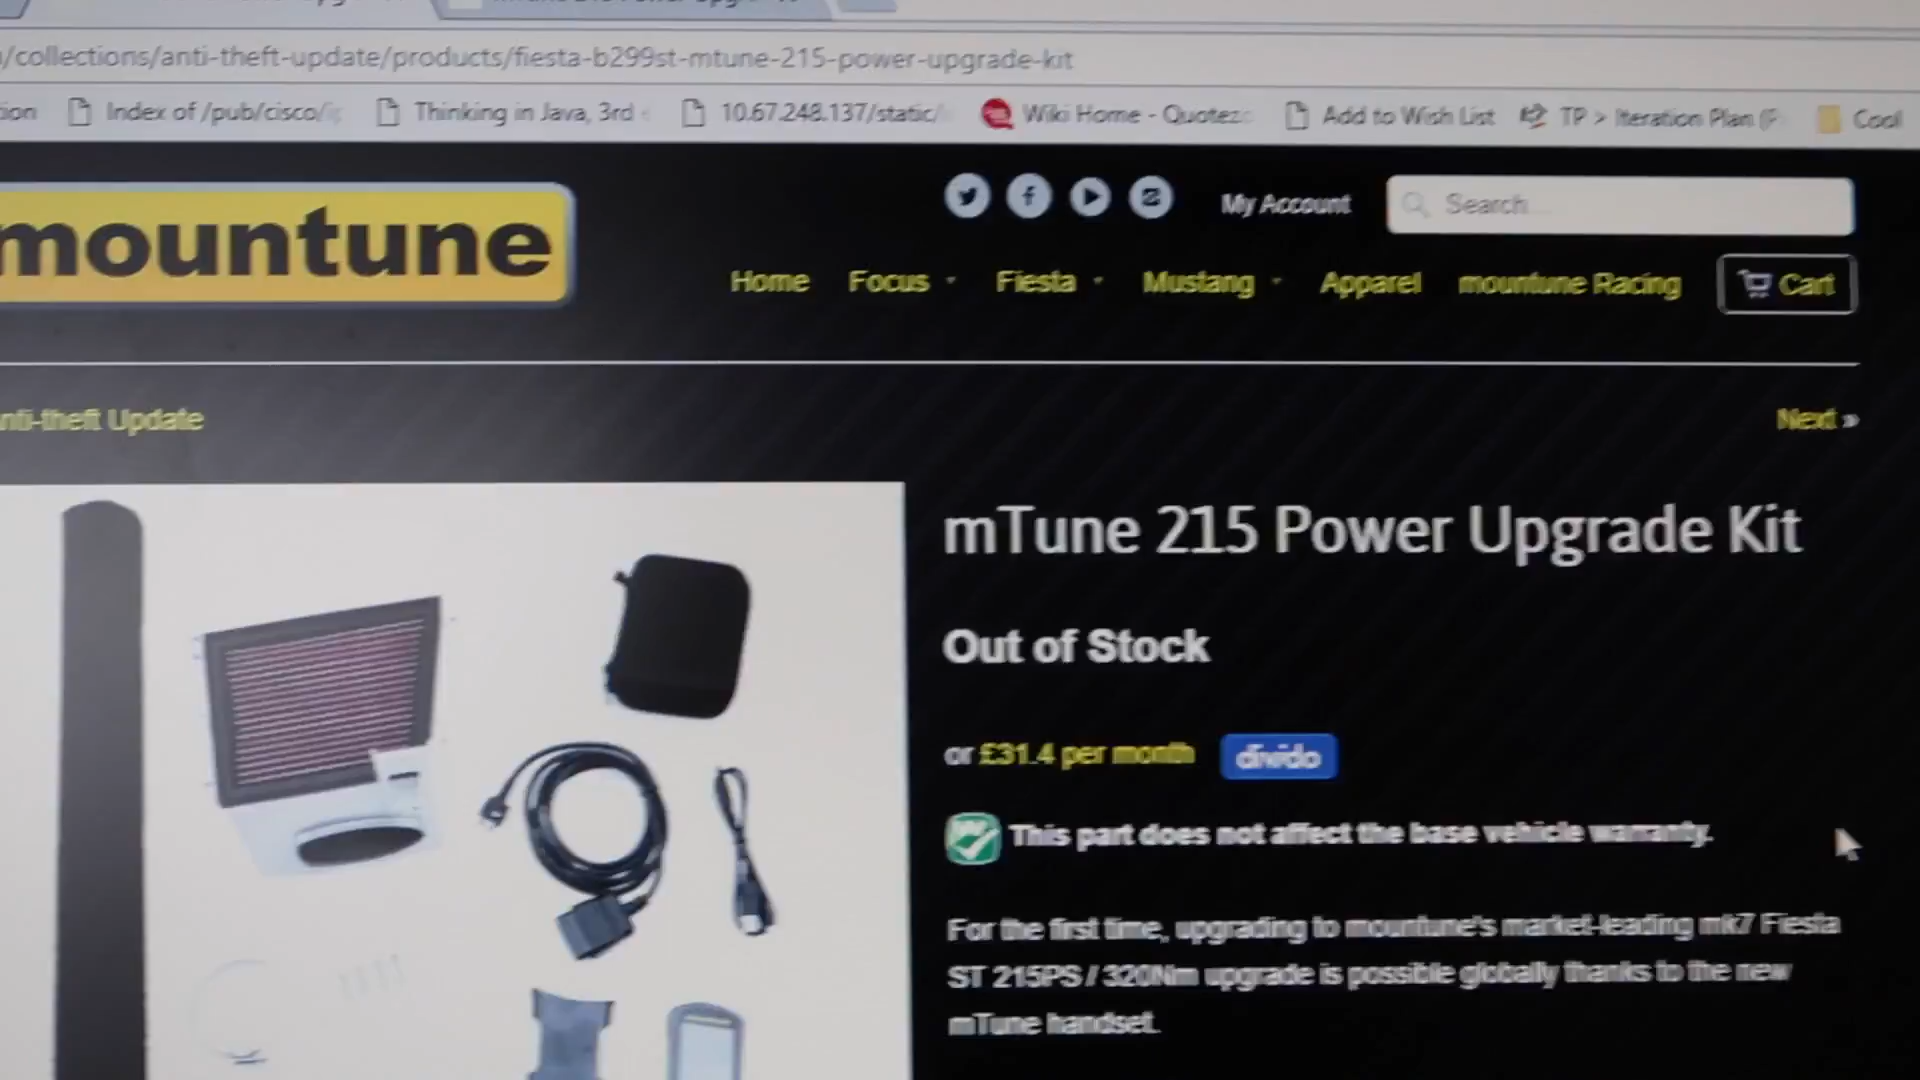 /collections/anti-theft-update/products/fiesta-b299st-mtune-215-power-upgrade-kit
Index of /pub/cisco/ Thinking in Java, 3rd 10.67.248.137/static/ Wiki Home - Quotez Add to Wish List TP > Iteration Plan (F Cool
mountune
My Account Search
Home Focus Fiesta Mustang Apparel mountune Racing Cart
nti-theft Update Next »
mTune 215 Power Upgrade Kit
Out of Stock
or £31.4 per month divido
This part does not affect the base vehicle warranty.
For the first time, upgrading to mountune's market-leading mk7 Fiesta
ST 215PS / 320Nm upgrade is possible globally thanks to the new
mTune handset.